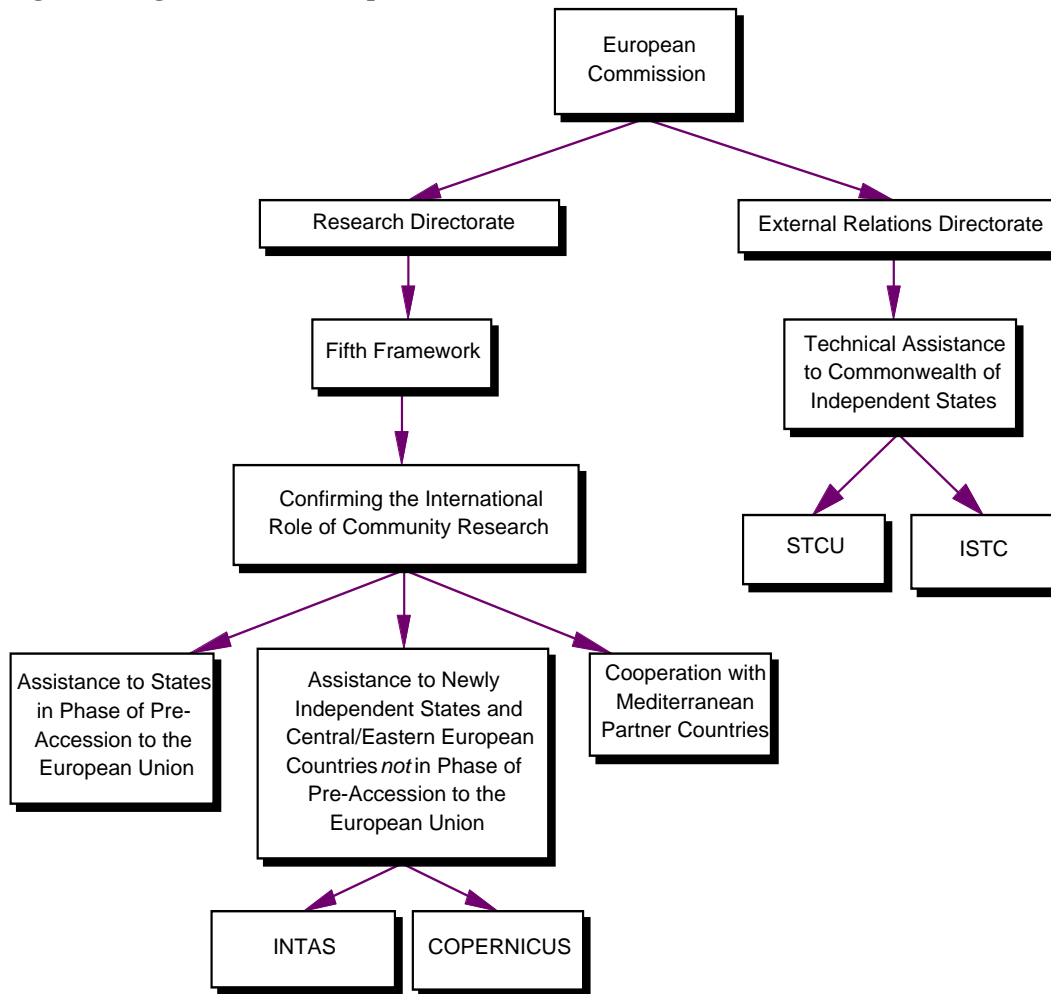 European
Commission
Research Directorate
External Relations Directorate
Fifth Framework
Technical Assistance
to Commonwealth of
Independent States
Confirming the International
Role of Community Research
STCU
ISTC
Assistance to States
in Phase of Pre-
Accession to the
European Union
Assistance to Newly
Independent States and
Central/Eastern European
Countries not in Phase of
Pre-Accession to the
European Union
Cooperation with
Mediterranean
Partner Countries
INTAS
COPERNICUS